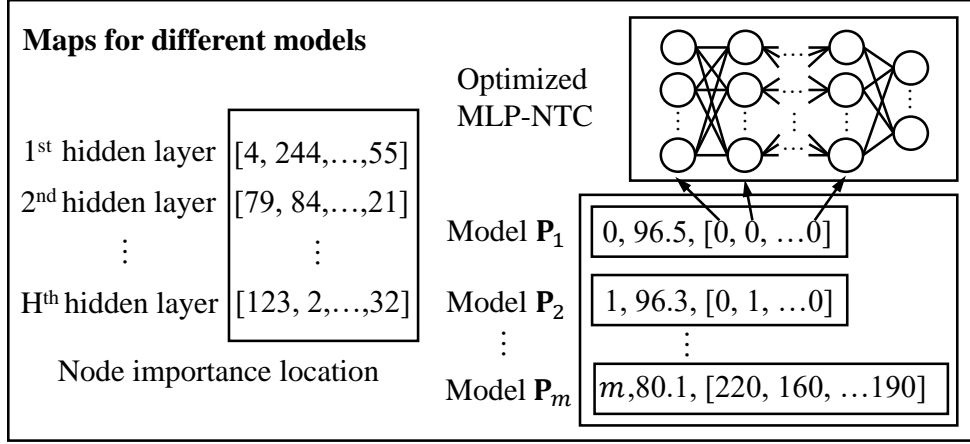 Maps for different models
1st hidden layer [4, 244,…,55]
2nd hidden layer [79, 84,…,21]
⋮ ⋮
Hth hidden layer [123, 2,…,32]
Node importance location
Optimized
MLP-NTC
… … … …
Model P1 0, 96.5, [0, 0, …0]
Model P2 1, 96.3, [0, 1, …0]
⋮ ⋮
Model Pm m,80.1, [220, 160, …190]